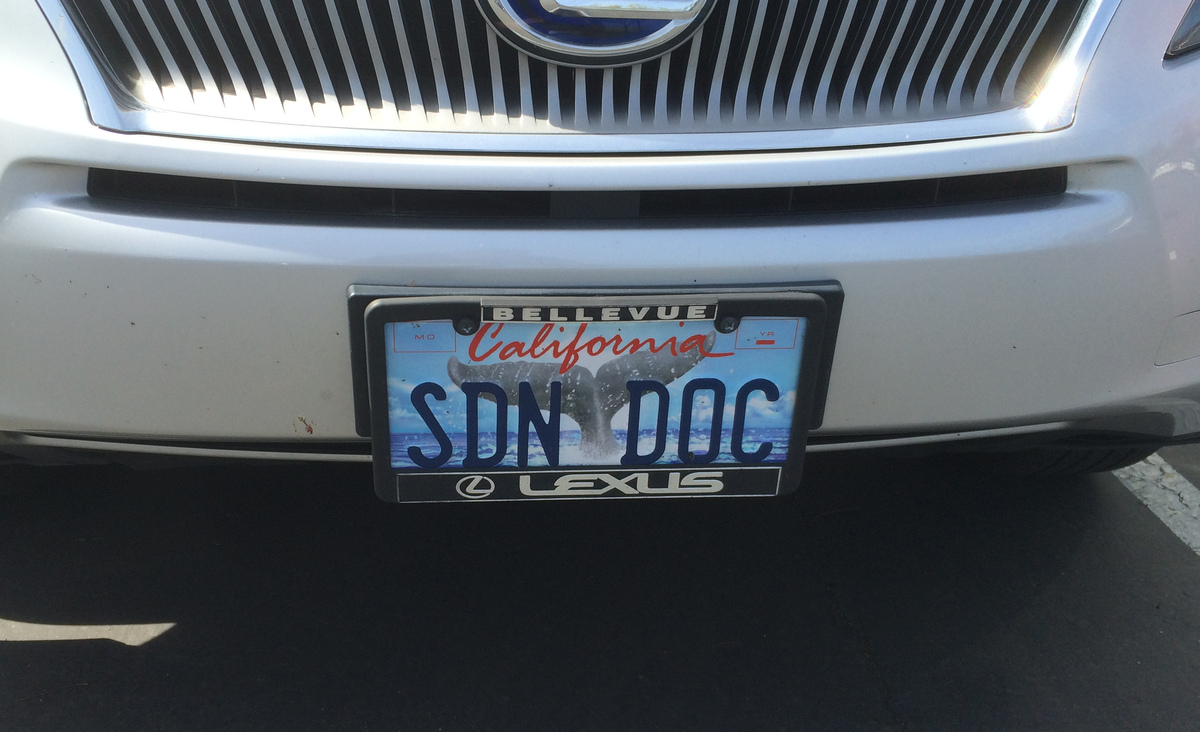 BELLEVUE
MO California YR
SDN DOC
LEXUS